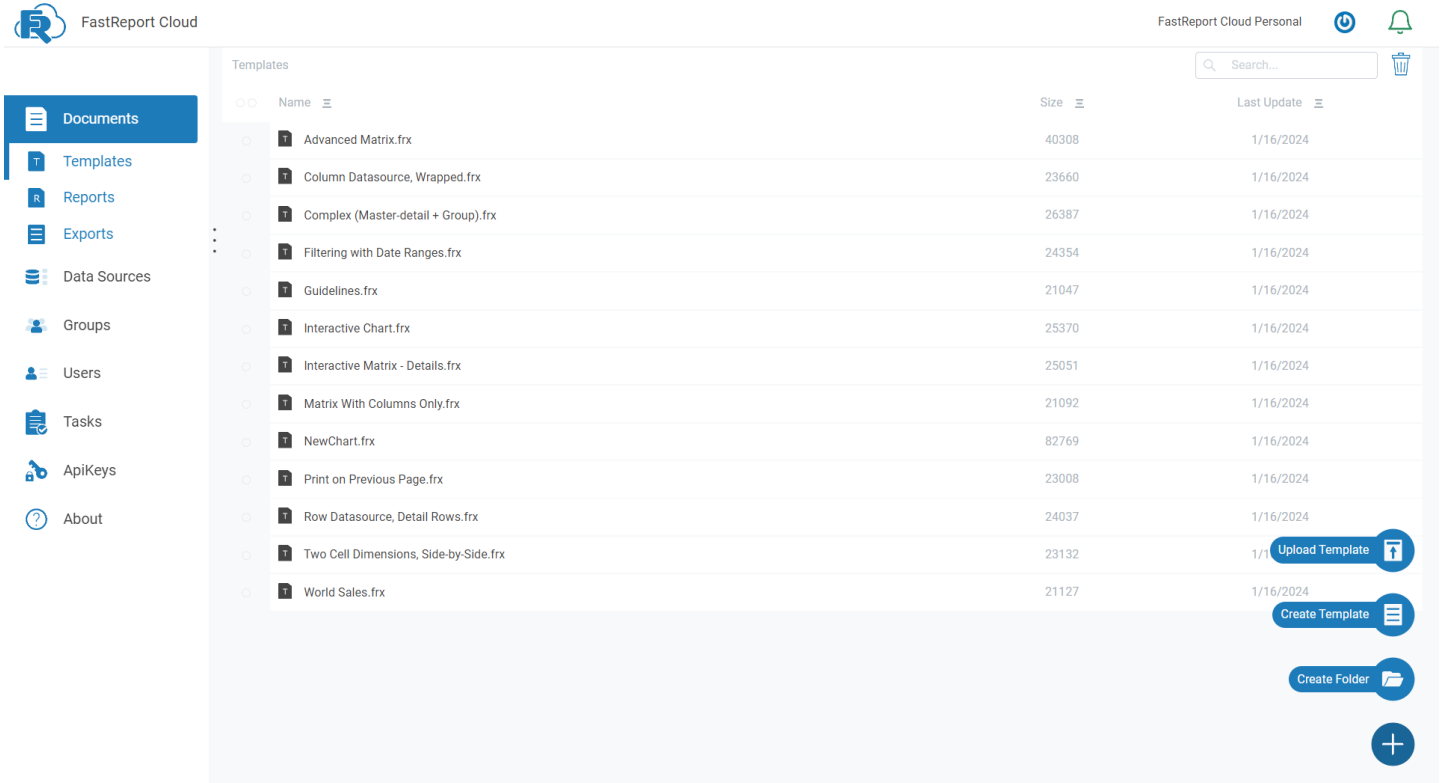 FastReport Cloud
FastReport Cloud Personal
Documents
Templates
Reports
Exports
Data Sources
Groups
Users
Tasks
ApiKeys
About
Templates
Search...
Name Size Last Update
Advanced Matrix.frx 40308 1/16/2024
Column Datasource, Wrapped.frx 23660 1/16/2024
Complex (Master-detail + Group).frx 26387 1/16/2024
Filtering with Date Ranges.frx 24354 1/16/2024
Guidelines.frx 21047 1/16/2024
Interactive Chart.frx 25370 1/16/2024
Interactive Matrix - Details.frx 25051 1/16/2024
Matrix With Columns Only.frx 21092 1/16/2024
NewChart.frx 82769 1/16/2024
Print on Previous Page.frx 23008 1/16/2024
Row Datasource, Detail Rows.frx 24037 1/16/2024
Two Cell Dimensions, Side-by-Side.frx 23132
World Sales.frx 21127 1/16/2024
Upload Template
Create Template
Create Folder